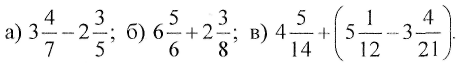 а) 3 4/7 − 2 3/5; б) 6 5/6 + 2 3/8; в) 4 5/14 + (5 1/12 − 3 4/21).